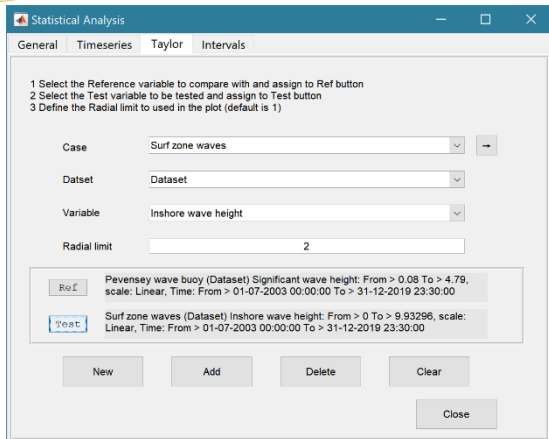 Statistical Analysis
General Timeseries Taylor Intervals
1 Select the Reference variable to compare with and assign to Ref button
2 Select the Test variable to be tested and assign to Test button
3 Define the Radial limit to used in the plot (default is 1)
Case Surf zone waves →
Datset Dataset
Variable Inshore wave height
Radial limit 2
Ref Pevensey wave buoy (Dataset) Significant wave height: From > 0.08 To > 4.79,
scale: Linear, Time: From > 01-07-2003 00:00:00 To > 31-12-2019 23:30:00
Test Surf zone waves (Dataset) Inshore wave height: From > 0 To > 9.93296, scale:
Linear, Time: From > 01-07-2003 00:00:00 To > 31-12-2019 23:30:00
New Add Delete Clear
Close